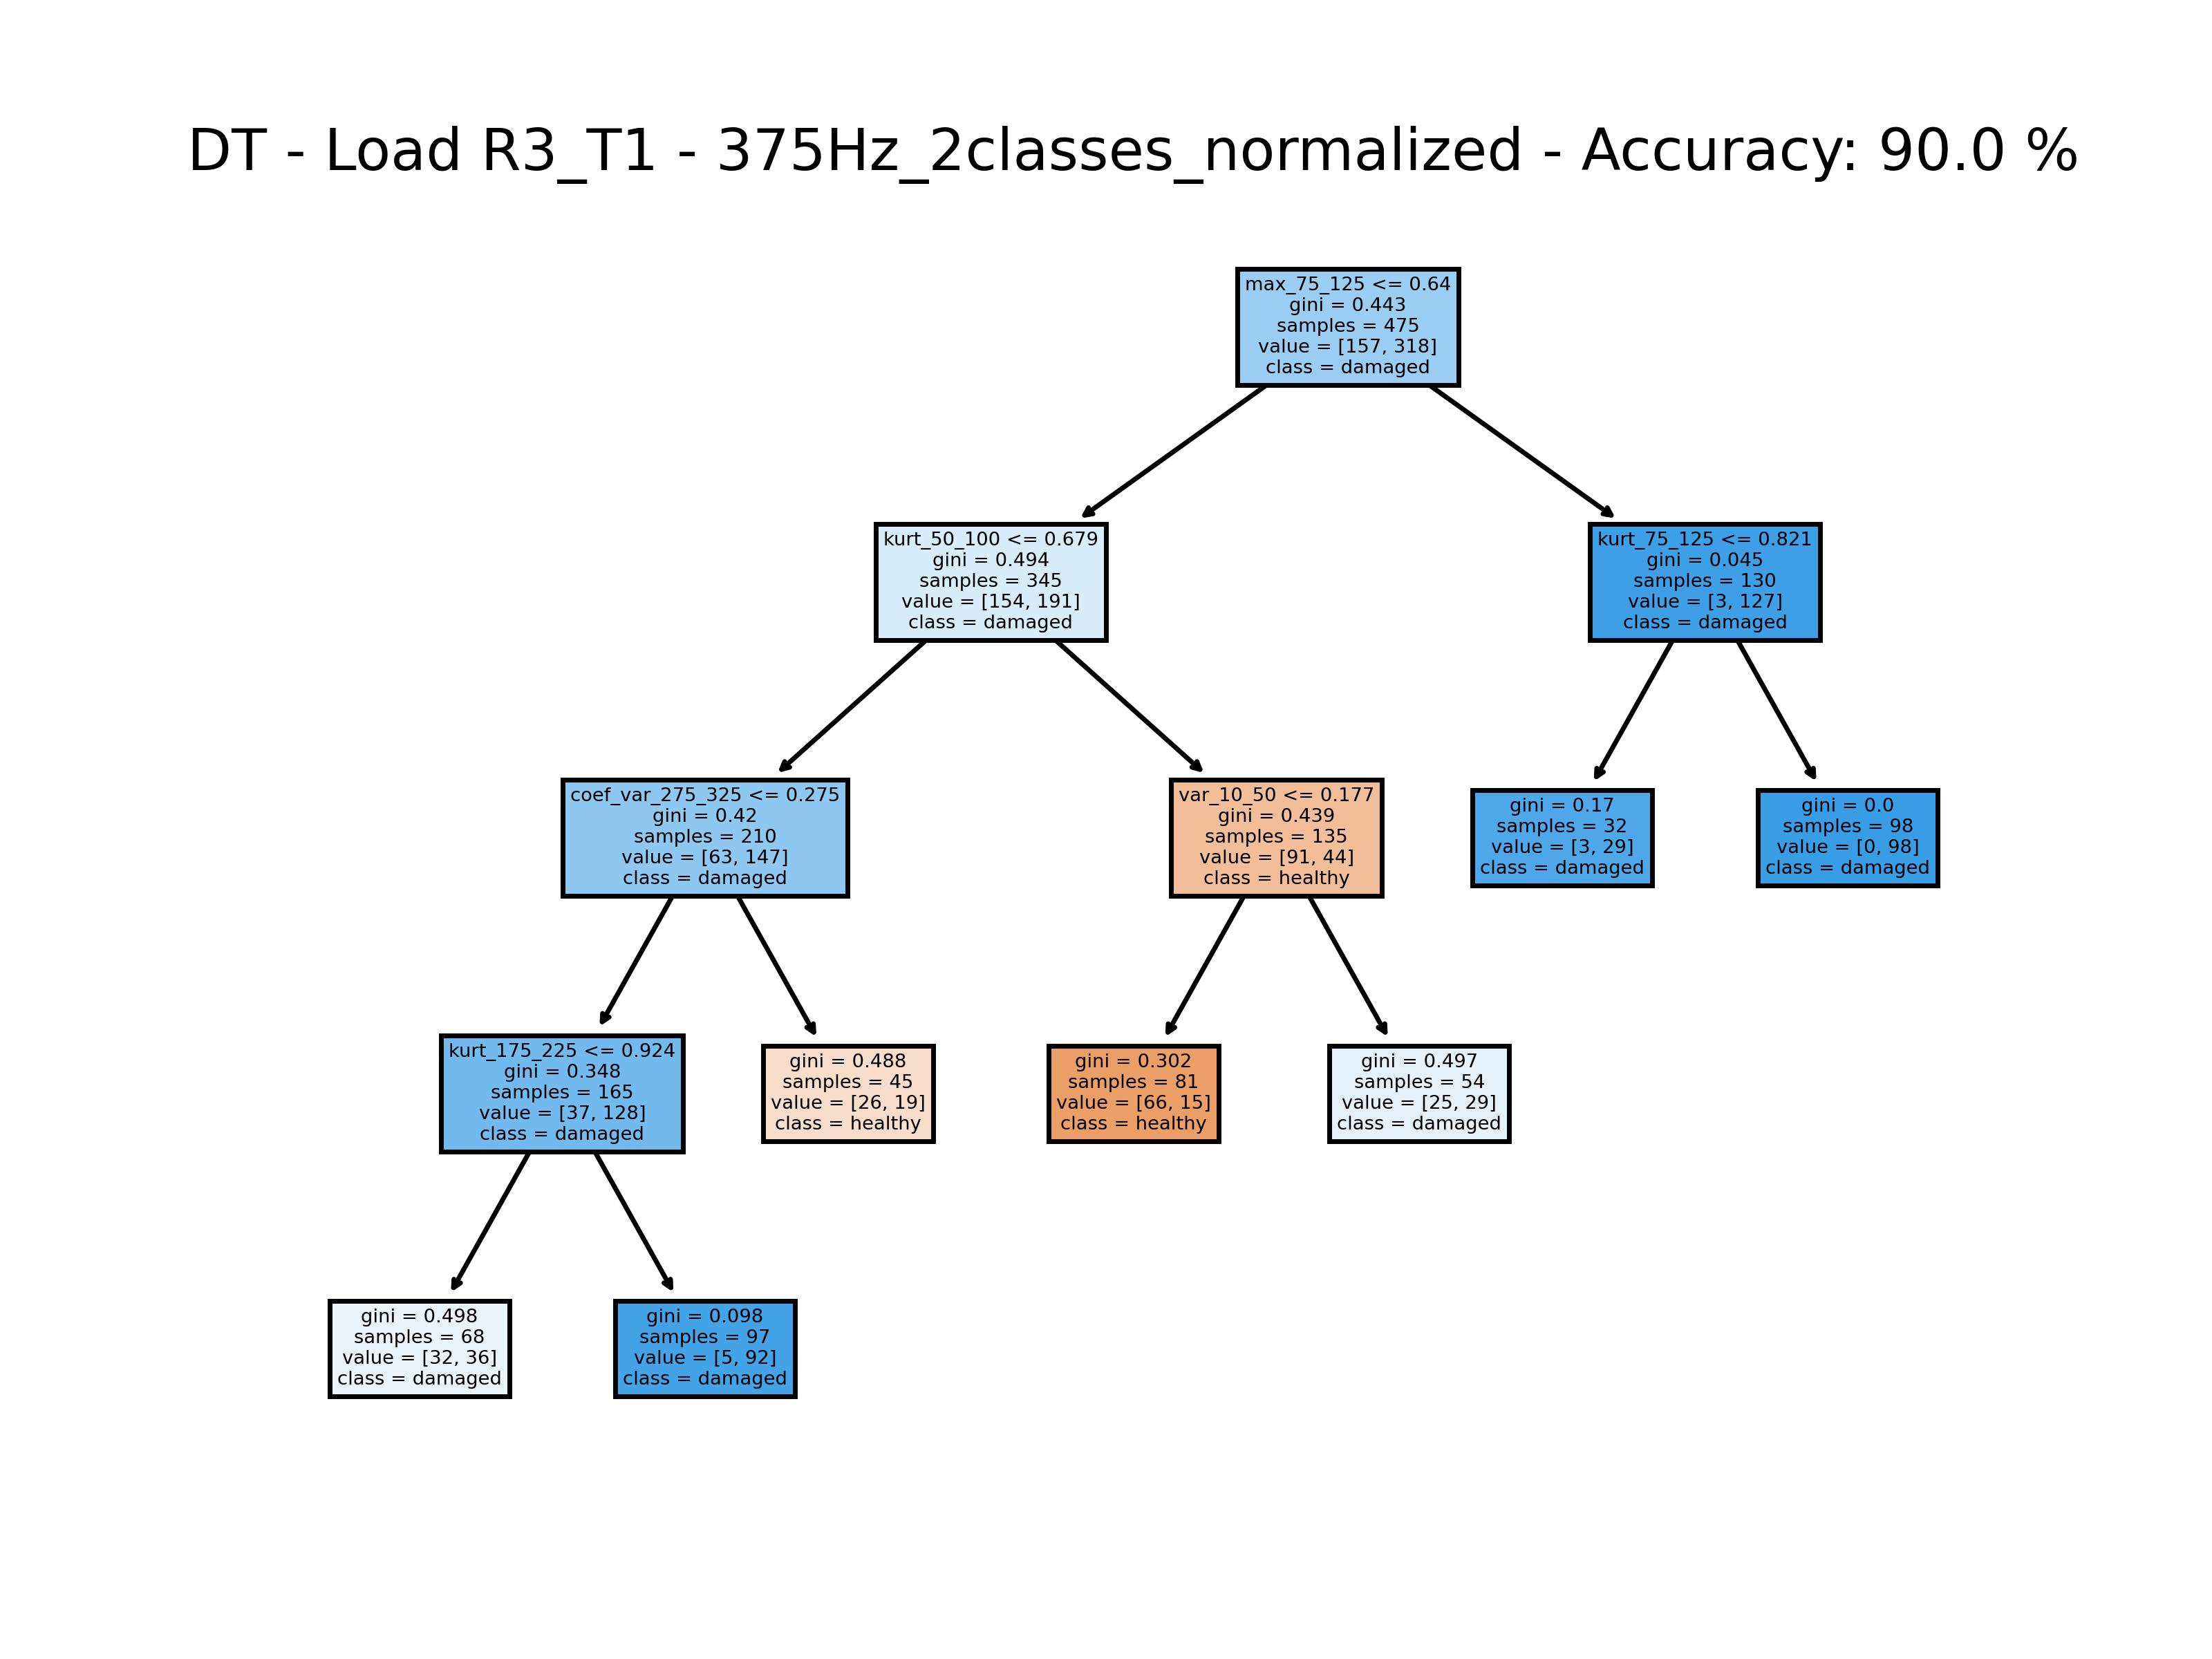 DT - Load R3_T1 - 375Hz_2classes_normalized - Accuracy: 90.0 %
max_75_125 <= 0.64
gini = 0.443
samples = 475
value = [157, 318]
class = damaged
kurt_50_100 <= 0.679
gini = 0.494
samples = 345
value = [154, 191]
class = damaged
kurt_75_125 <= 0.821
gini = 0.045
samples = 130
value = [3, 127]
class = damaged
coef_var_275_325 <= 0.275
gini = 0.42
samples = 210
value = [63, 147]
class = damaged
var_10_50 <= 0.177
gini = 0.439
samples = 135
value = [91, 44]
class = healthy
gini = 0.17
samples = 32
value = [3, 29]
class = damaged
gini = 0.0
samples = 98
value = [0, 98]
class = damaged
kurt_175_225 <= 0.924
gini = 0.348
samples = 165
value = [37, 128]
class = damaged
gini = 0.488
samples = 45
value = [26, 19]
class = healthy
gini = 0.302
samples = 81
value = [66, 15]
class = healthy
gini = 0.497
samples = 54
value = [25, 29]
class = damaged
gini = 0.498
samples = 68
value = [32, 36]
class = damaged
gini = 0.098
samples = 97
value = [5, 92]
class = damaged